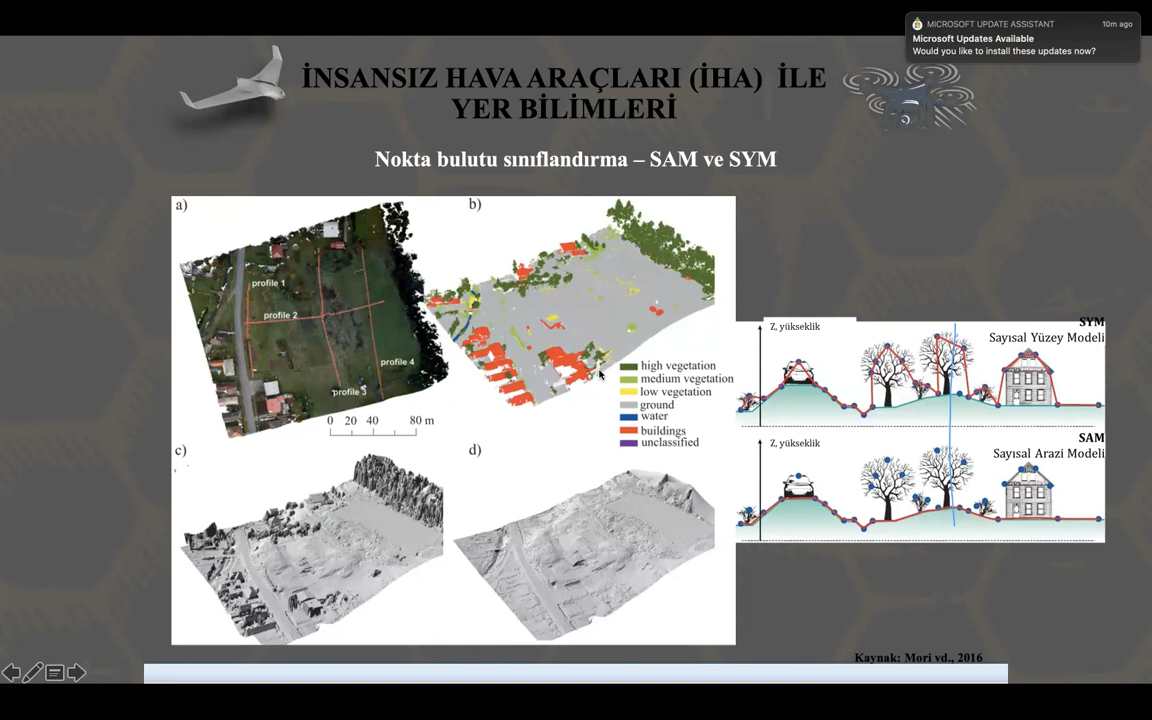 MICROSOFT UPDATE ASSISTANT
10m ago
Microsoft Updates Available
Would you like to install these updates now?
İNSANSIZ HAVA ARAÇLARI (İHA) İLE
YER BİLİMLERİ
Nokta bulutu sınıflandırma – SAM ve SYM
a)
profile 1
profile 2
profile 4
profile 3
0 20 40 80 m
b)
high vegetation
medium vegetation
low vegetation
ground
water
buildings
unclassified
c)
d)
Z, yükseklik
SYM
Sayısal Yüzey Modeli
Z, yükseklik
SAM
Sayısal Arazi Modeli
Kaynak: Mori vd., 2016